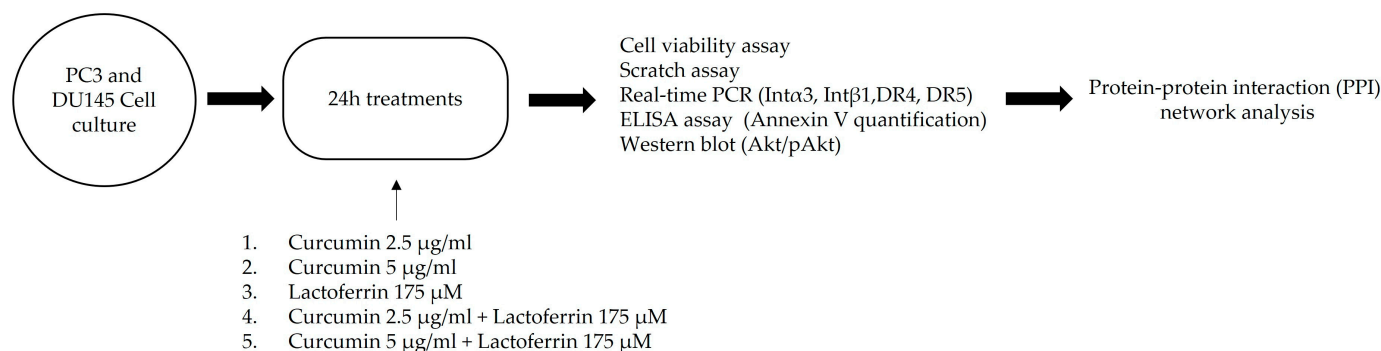 PC3 and
DU145 Cell
culture
24h treatments
Cell viability assay
Scratch assay
Real-time PCR (Intα3, Intβ1,DR4, DR5)
ELISA assay (Annexin V quantification)
Western blot (Akt/pAkt)
Protein-protein interaction (PPI)
network analysis
1. Curcumin 2.5 μg/ml
2. Curcumin 5 μg/ml
3. Lactoferrin 175 μM
4. Curcumin 2.5 μg/ml + Lactoferrin 175 μM
5. Curcumin 5 μg/ml + Lactoferrin 175 μM